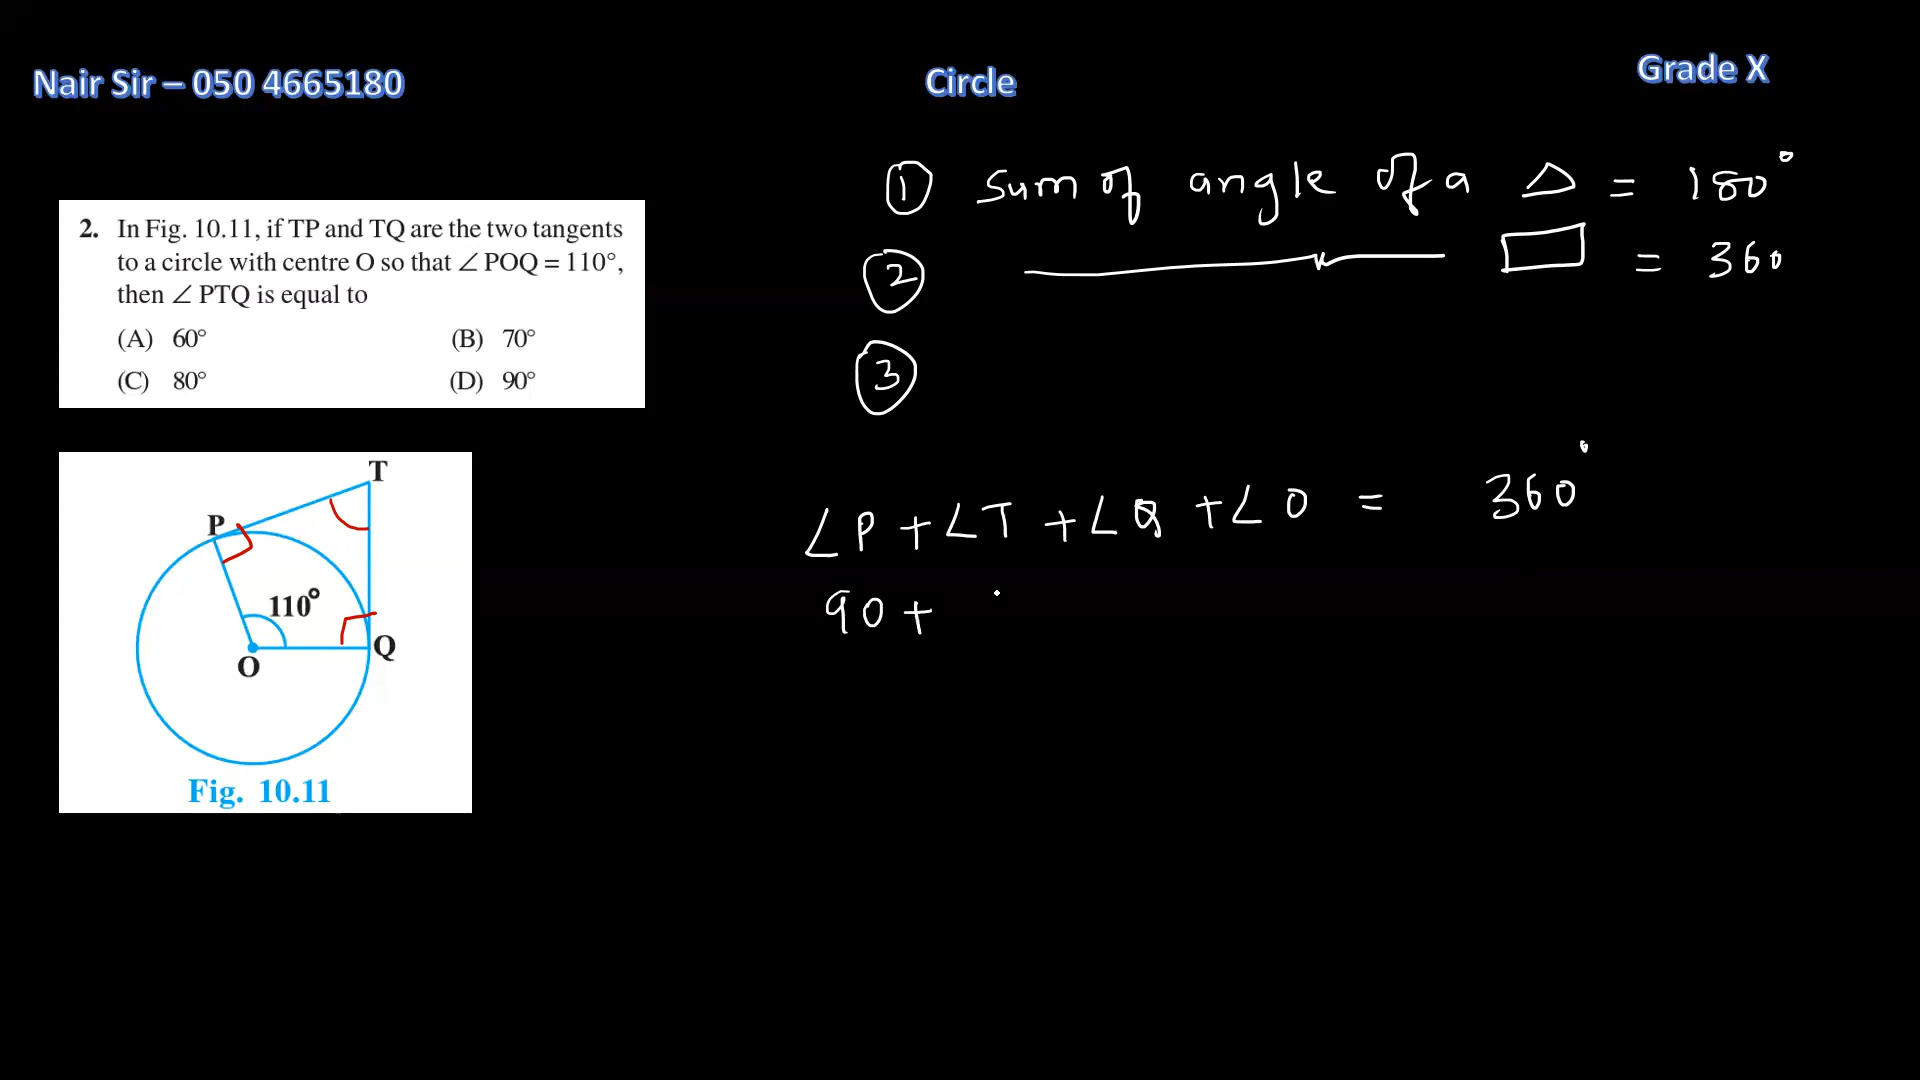 Nair Sir – 050 4665180
Circle
Grade X
2. In Fig. 10.11, if TP and TQ are the two tangents
to a circle with centre O so that ∠ POQ = 110°,
then ∠ PTQ is equal to
(A) 60° (B) 70°
(C) 80° (D) 90°
T
P
110°
O
Q
Fig. 10.11
① sum of angle of a △ = 180°
② ▭ = 360
③
∠P + ∠T + ∠Q + ∠O = 360°
90 +